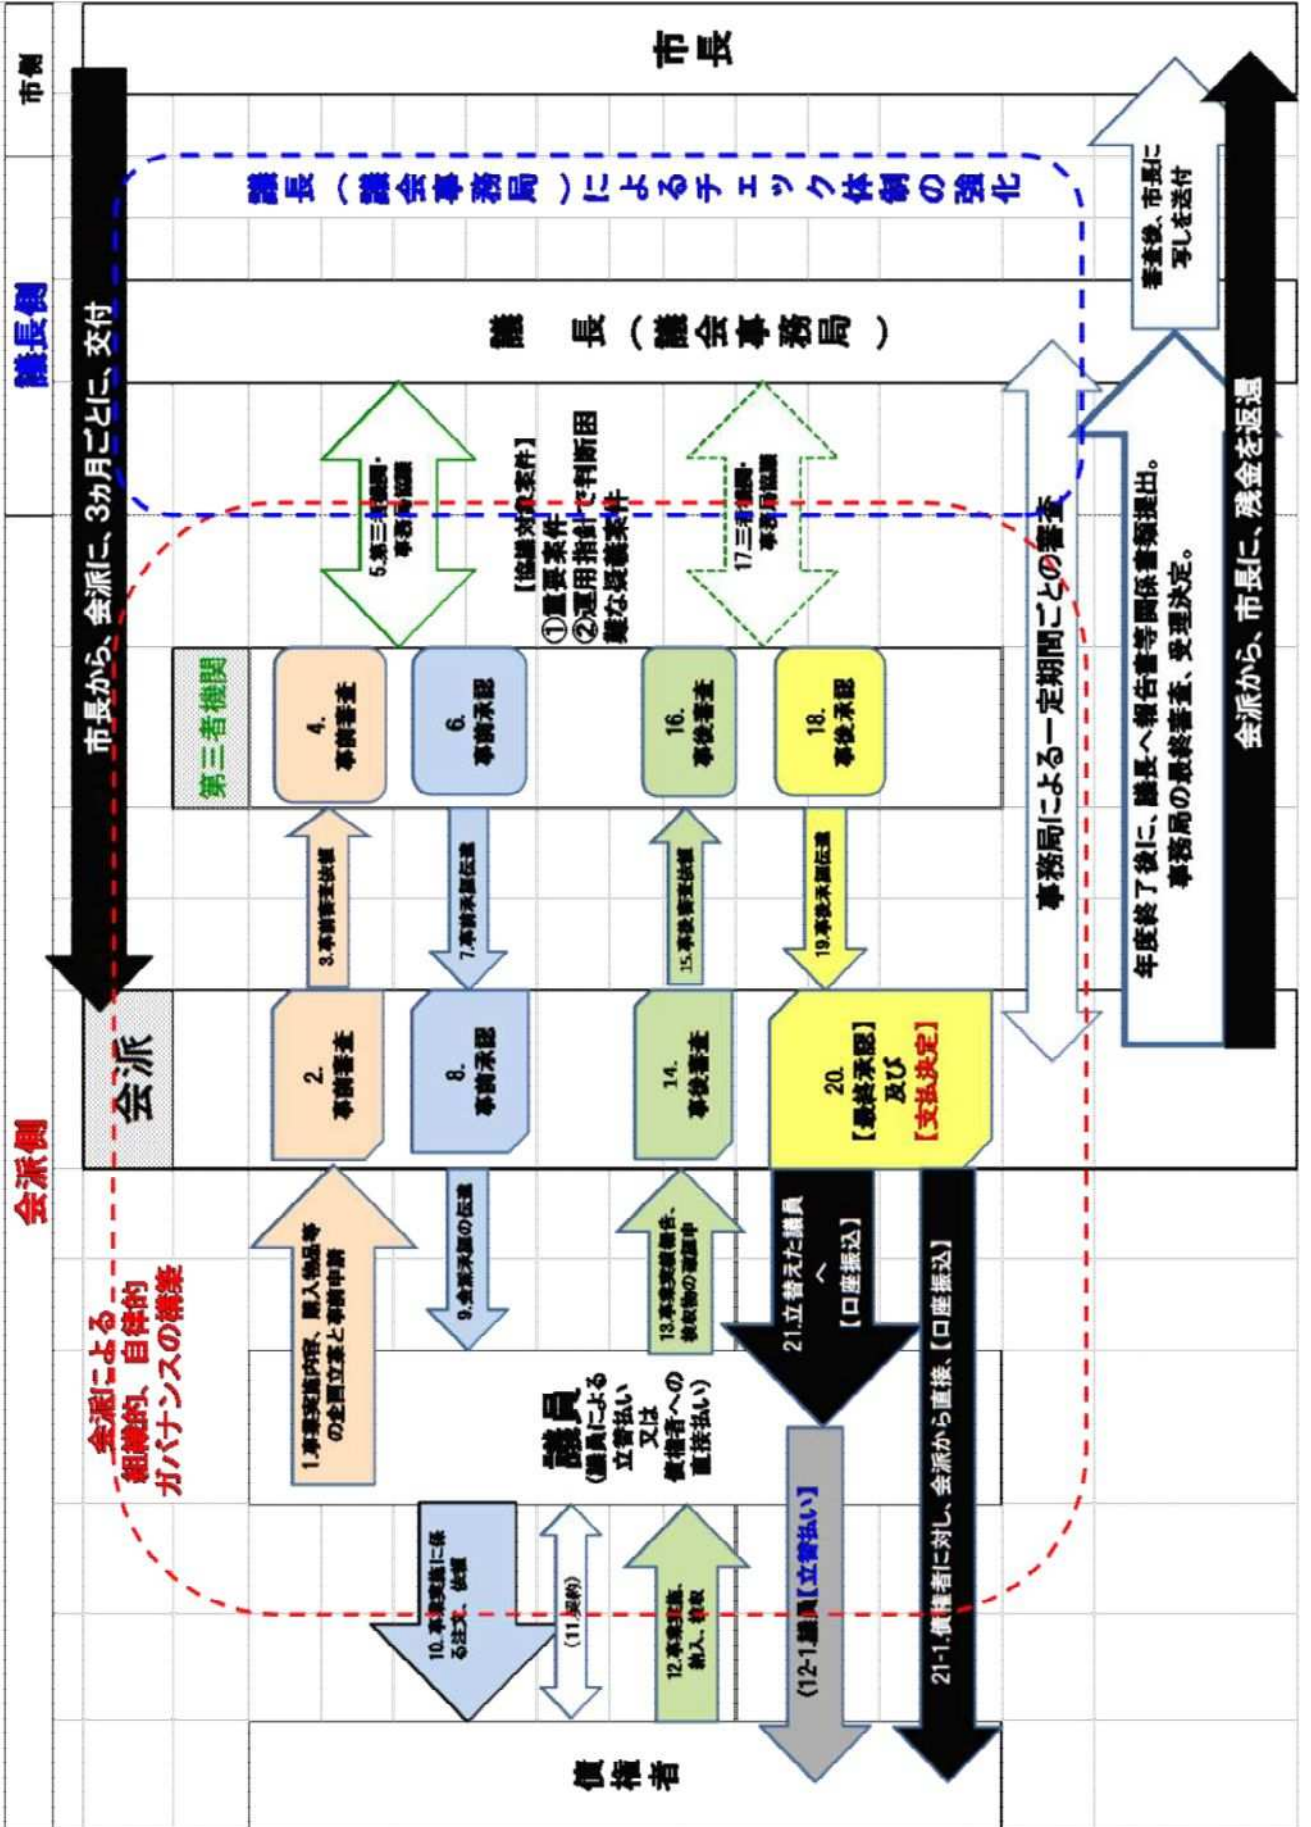 会派側
議長側
市側
市長から、会派に、3ヵ月ごとに、交付
会派による
組織的、自律的
ガバナンスの構築
議長(議会事務局)によるチェック体制の強化
債権者
議員
(議員による
立替払い
又は
債権者への
直接払い)
会派
第三者機関
議長(議会事務局)
市長
1.事業実施内容、購入物品等
の企画立案と事前申請
2.
事前審査
3.事前審査依頼
4.
事前審査
5.第三者機関・
事務局協議
6.
事前承認
7.事前承認伝達
8.
事前承認
9.会派承認の伝達
10.事業実施に係
る注文、依頼
(11.契約)
【協議対象案件】
①重要案件
②運用指針で判断困
難な疑義案件
12.事業実施、
納入、検収
13.事業実績報告、
検収物の確認申
14.
事後審査
15.事後審査依頼
16.
事後審査
17.三者機関・
事務局協議
18.
事後承認
19.事後承認伝達
20.
【最終承認】
及び
【支払決定】
21.立替えた議員
へ
【口座振込】
(12-1議員【立替払い】
21-1.債権者に対し、会派から直接、【口座振込】
事務局による一定期間ごとの審査
年度終了後に、議長へ報告書等関係書類提出。
事務局の最終審査、受理決定。
審査後、市長に
写しを送付
会派から、市長に、残金を返還